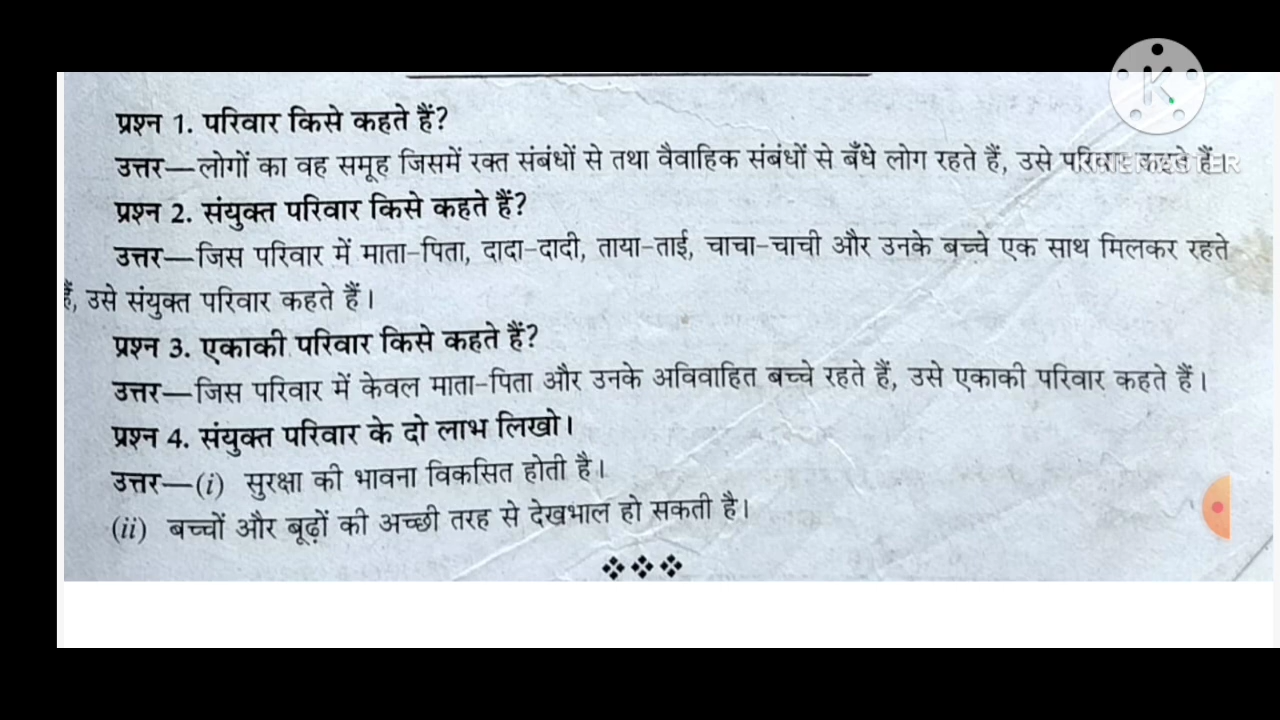 प्रश्न 1. परिवार किसे कहते हैं?
उत्तर—लोगों का वह समूह जिसमें रक्त संबंधों से तथा वैवाहिक संबंधों से बँधे लोग रहते हैं, उसे परिवार कहते हैं।
प्रश्न 2. संयुक्त परिवार किसे कहते हैं?
उत्तर—जिस परिवार में माता-पिता, दादा-दादी, ताया-ताई, चाचा-चाची और उनके बच्चे एक साथ मिलकर रहते
हैं, उसे संयुक्त परिवार कहते हैं।
प्रश्न 3. एकाकी परिवार किसे कहते हैं?
उत्तर—जिस परिवार में केवल माता-पिता और उनके अविवाहित बच्चे रहते हैं, उसे एकाकी परिवार कहते हैं।
प्रश्न 4. संयुक्त परिवार के दो लाभ लिखो।
उत्तर—(i) सुरक्षा की भावना विकसित होती है।
(ii) बच्चों और बूढ़ों की अच्छी तरह से देखभाल हो सकती है।